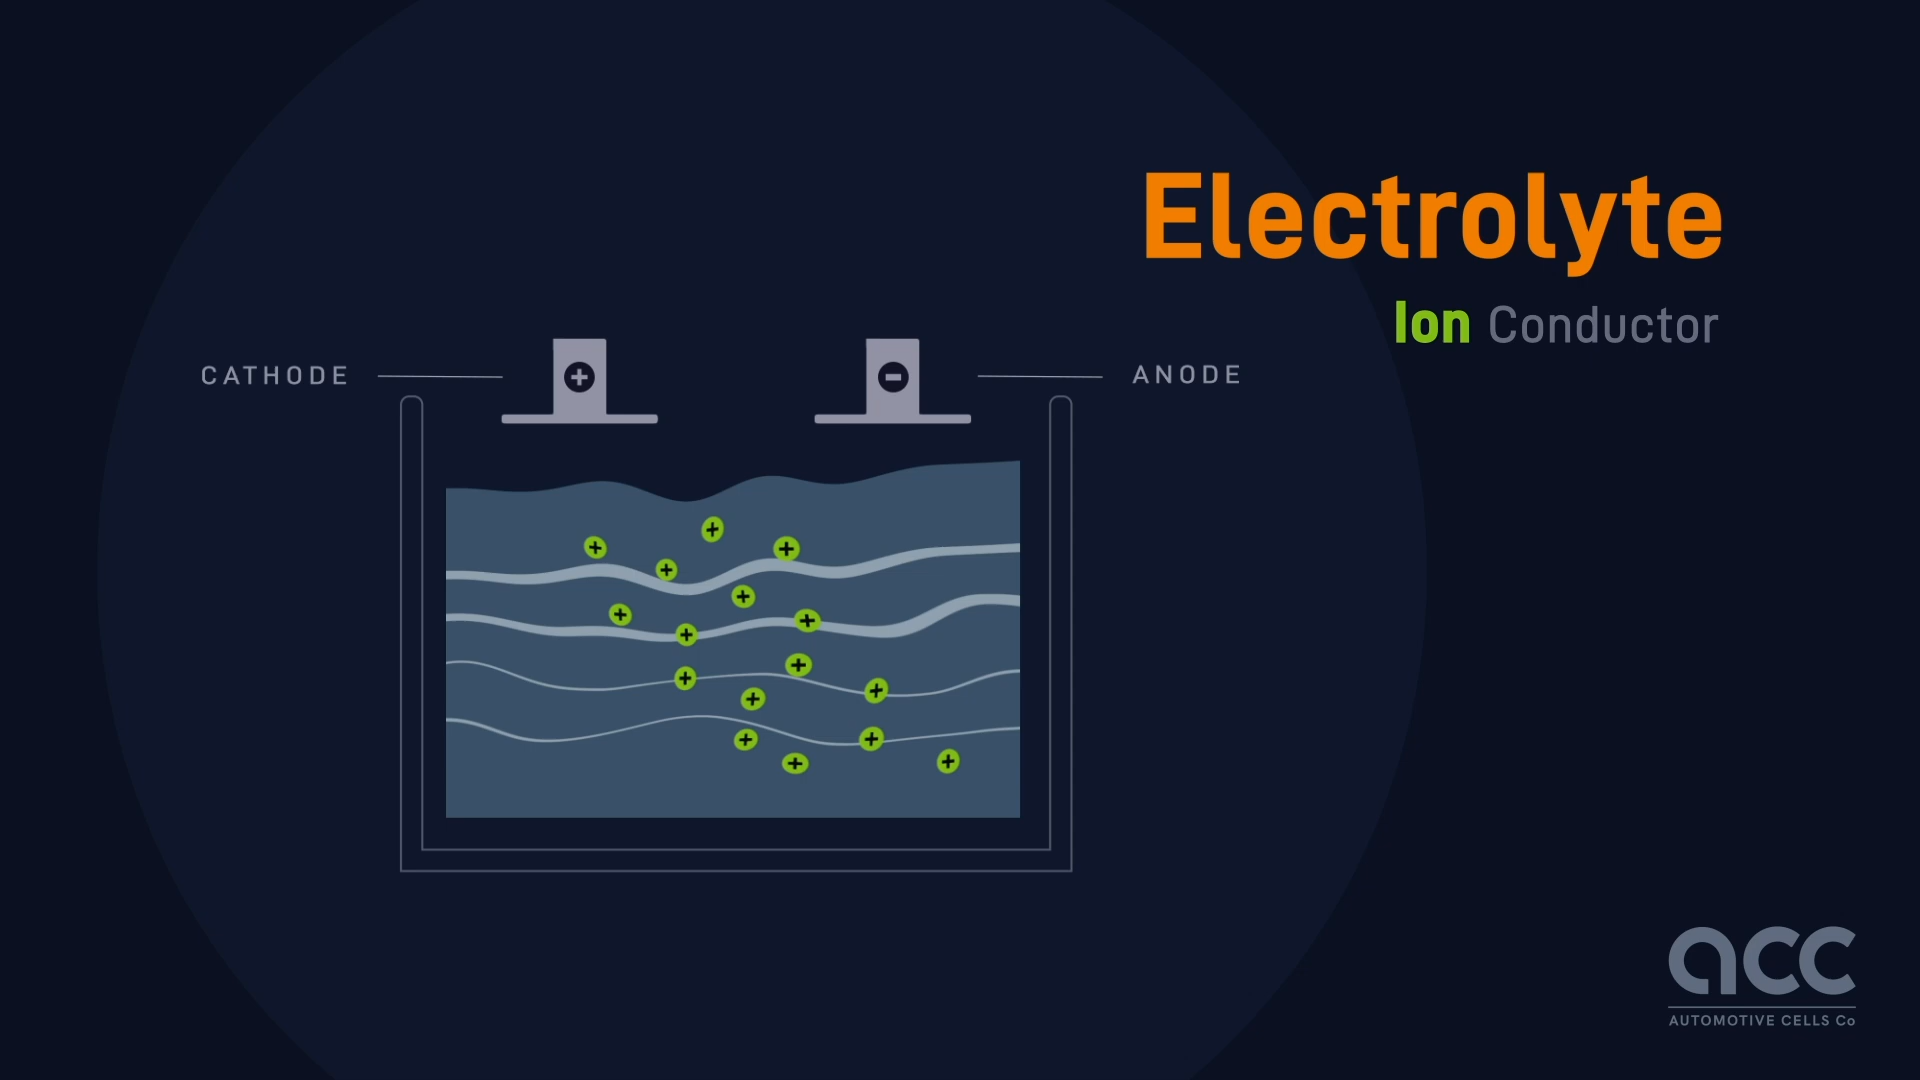 Electrolyte
Ion Conductor
CATHODE
ANODE
acc
AUTOMOTIVE CELLS Co